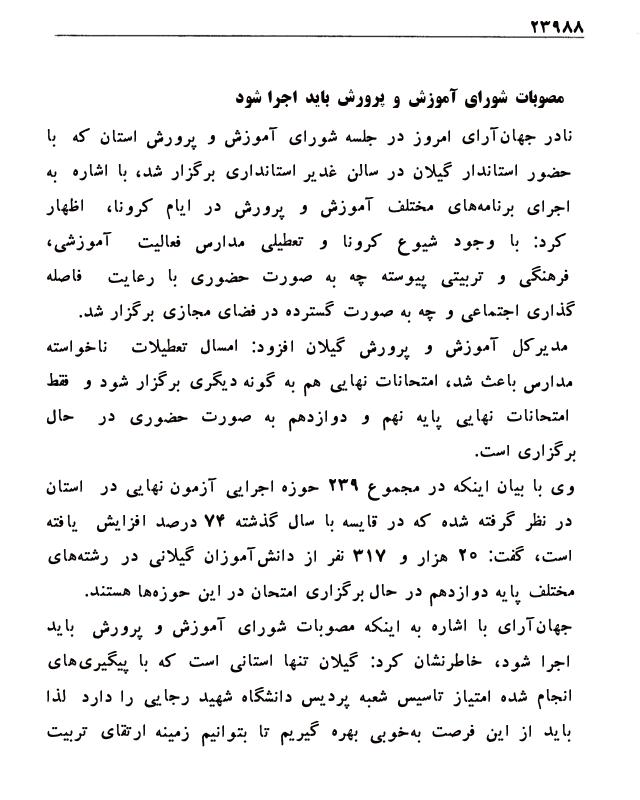 ۲۳۹۸۸
مصوبات شورای آموزش و پرورش باید اجرا شود
نادر جهان‌آرای امروز در جلسه شورای آموزش و پرورش استان که با
حضور استاندار گیلان در سالن غدیر استانداری برگزار شد، با اشاره به
اجرای برنامه‌های مختلف آموزش و پرورش در ایام کرونا، اظهار
کرد: با وجود شیوع کرونا و تعطیلی مدارس فعالیت آموزشی،
فرهنگی و تربیتی پیوسته چه به صورت حضوری با رعایت فاصله
گذاری اجتماعی و چه به صورت گسترده در فضای مجازی برگزار شد.
مدیرکل آموزش و پرورش گیلان افزود: امسال تعطیلات ناخواسته
مدارس باعث شد، امتحانات نهایی هم به گونه دیگری برگزار شود و فقط
امتحانات نهایی پایه نهم و دوازدهم به صورت حضوری در حال
برگزاری است.
وی با بیان اینکه در مجموع ۲۳۹ حوزه اجرایی آزمون نهایی در استان
در نظر گرفته شده که در قایسه با سال گذشته ۷۴ درصد افزایش یافته
است، گفت: ۲۰ هزار و ۳۱۷ نفر از دانش‌آموزان گیلانی در رشته‌های
مختلف پایه دوازدهم در حال برگزاری امتحان در این حوزه‌ها هستند.
جهان‌آرای با اشاره به اینکه مصوبات شورای آموزش و پرورش باید
اجرا شود، خاطرنشان کرد: گیلان تنها استانی است که با پیگیری‌های
انجام شده امتیاز تاسیس شعبه پردیس دانشگاه شهید رجایی را دارد لذا
باید از این فرصت به‌خوبی بهره گیریم تا بتوانیم زمینه ارتقای تربیت